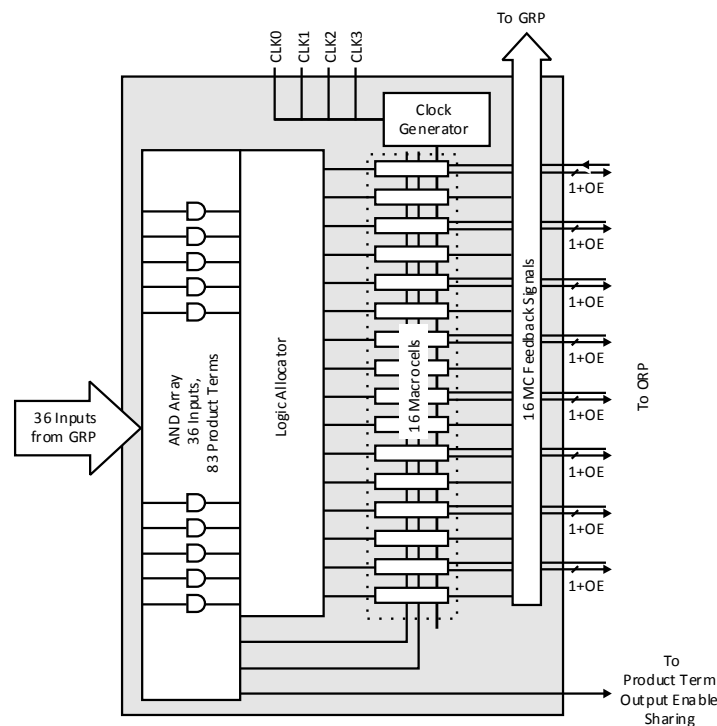 To GRP
CLK0
CLK1
CLK2
CLK3
Clock
Generator
1+OE
1+OE
1+OE
1+OE
1+OE
1+OE
1+OE
1+OE
36 Inputs
from GRP
AND Array
36 Inputs,
83 Product Terms
Logic Allocator
16 Macrocells
16 MC Feedback Signals
To ORP
To
Product Term
Output Enable
Sharing